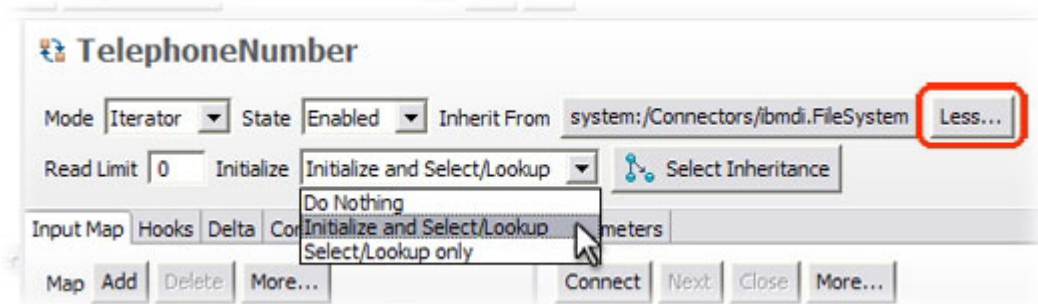 TelephoneNumber
Mode Iterator State Enabled Inherit From system:/Connectors/ibmdi.FileSystem Less...
Read Limit 0 Initialize Initialize and Select/Lookup Select Inheritance
Do Nothing
Input Map Hooks Delta Initialize and Select/Lookup
Select/Lookup only
Map Add Delete More... Connect Next Close More...